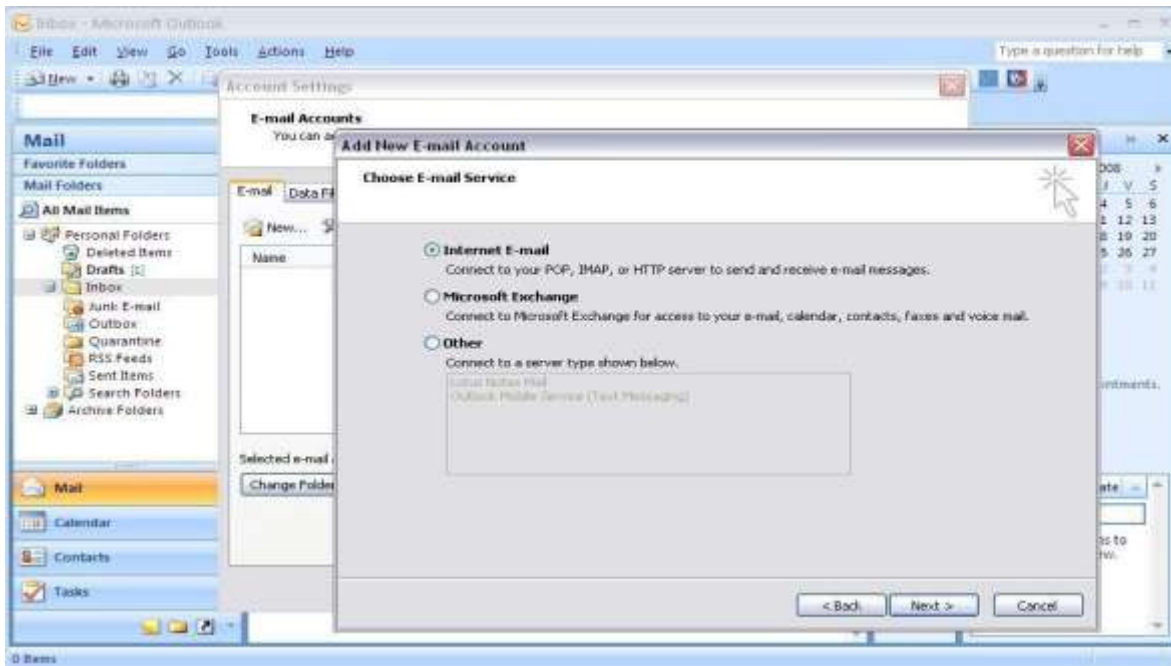 Inbox - Microsoft Outlook
File Edit View Go Tools Actions Help
Type a question for help
New
Account Settings
E-mail Accounts
You can
Mail
Add New E-mail Account
Favorite Folders
Mail Folders
Choose E-mail Service
All Mail Items
E-mail Data
New...
Name
Personal Folders
Deleted Items
Drafts [1]
Inbox
Junk E-mail
Outbox
Quarantine
RSS Feeds
Sent Items
Search Folders
Archive Folders
Internet E-mail
Connect to your POP, IMAP, or HTTP server to send and receive e-mail messages.
Microsoft Exchange
Connect to Microsoft Exchange for access to your e-mail, calendar, contacts, faxes and voice mail.
Other
Connect to a server type shown below.
Lotus Notes Mail
Outlook Mobile Service (Text Messaging)
Selected e-mail
Change Folder
Mail
Calendar
Contacts
Tasks
< Back Next > Cancel
0 Items